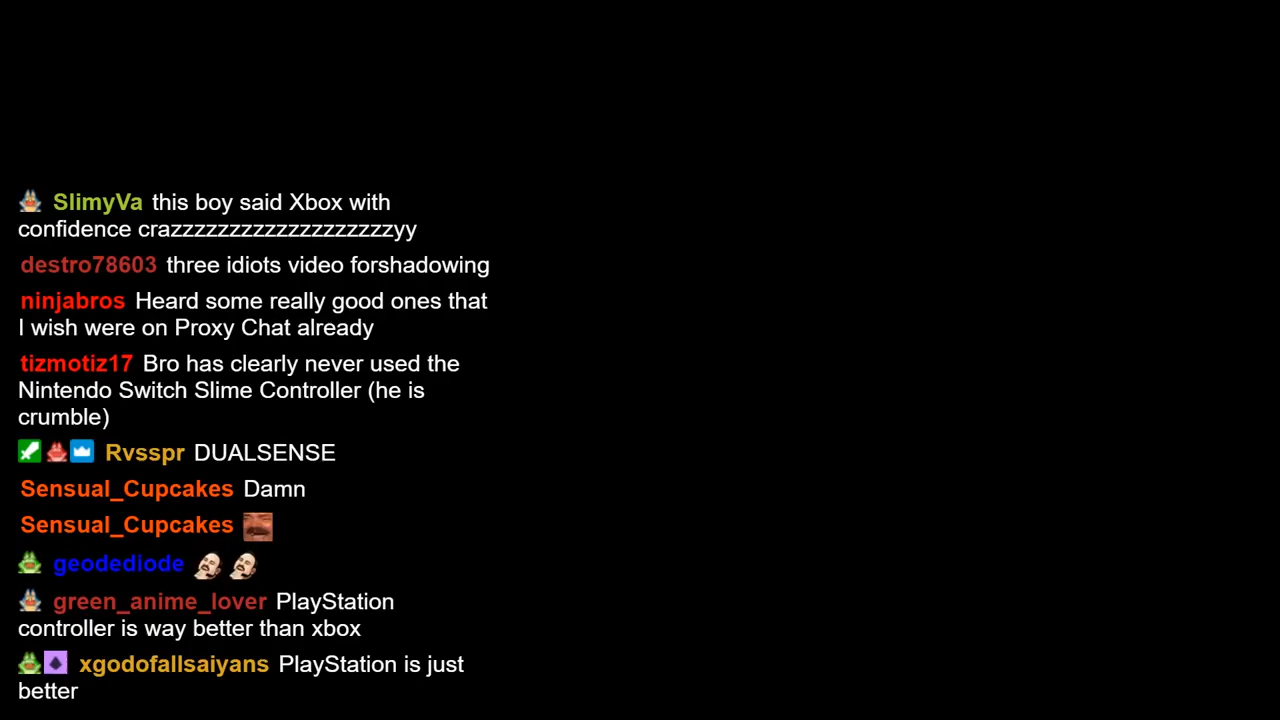 SlimyVa this boy said Xbox with
confidence crazzzzzzzzzzzzzzzzzzzyy
destro78603 three idiots video forshadowing
ninjabros Heard some really good ones that
I wish were on Proxy Chat already
tizmotiz17 Bro has clearly never used the
Nintendo Switch Slime Controller (he is
crumble)
Rvsspr DUALSENSE
Sensual_Cupcakes Damn
Sensual_Cupcakes
geodediode
green_anime_lover PlayStation
controller is way better than xbox
xgodofallsaiyans PlayStation is just
better